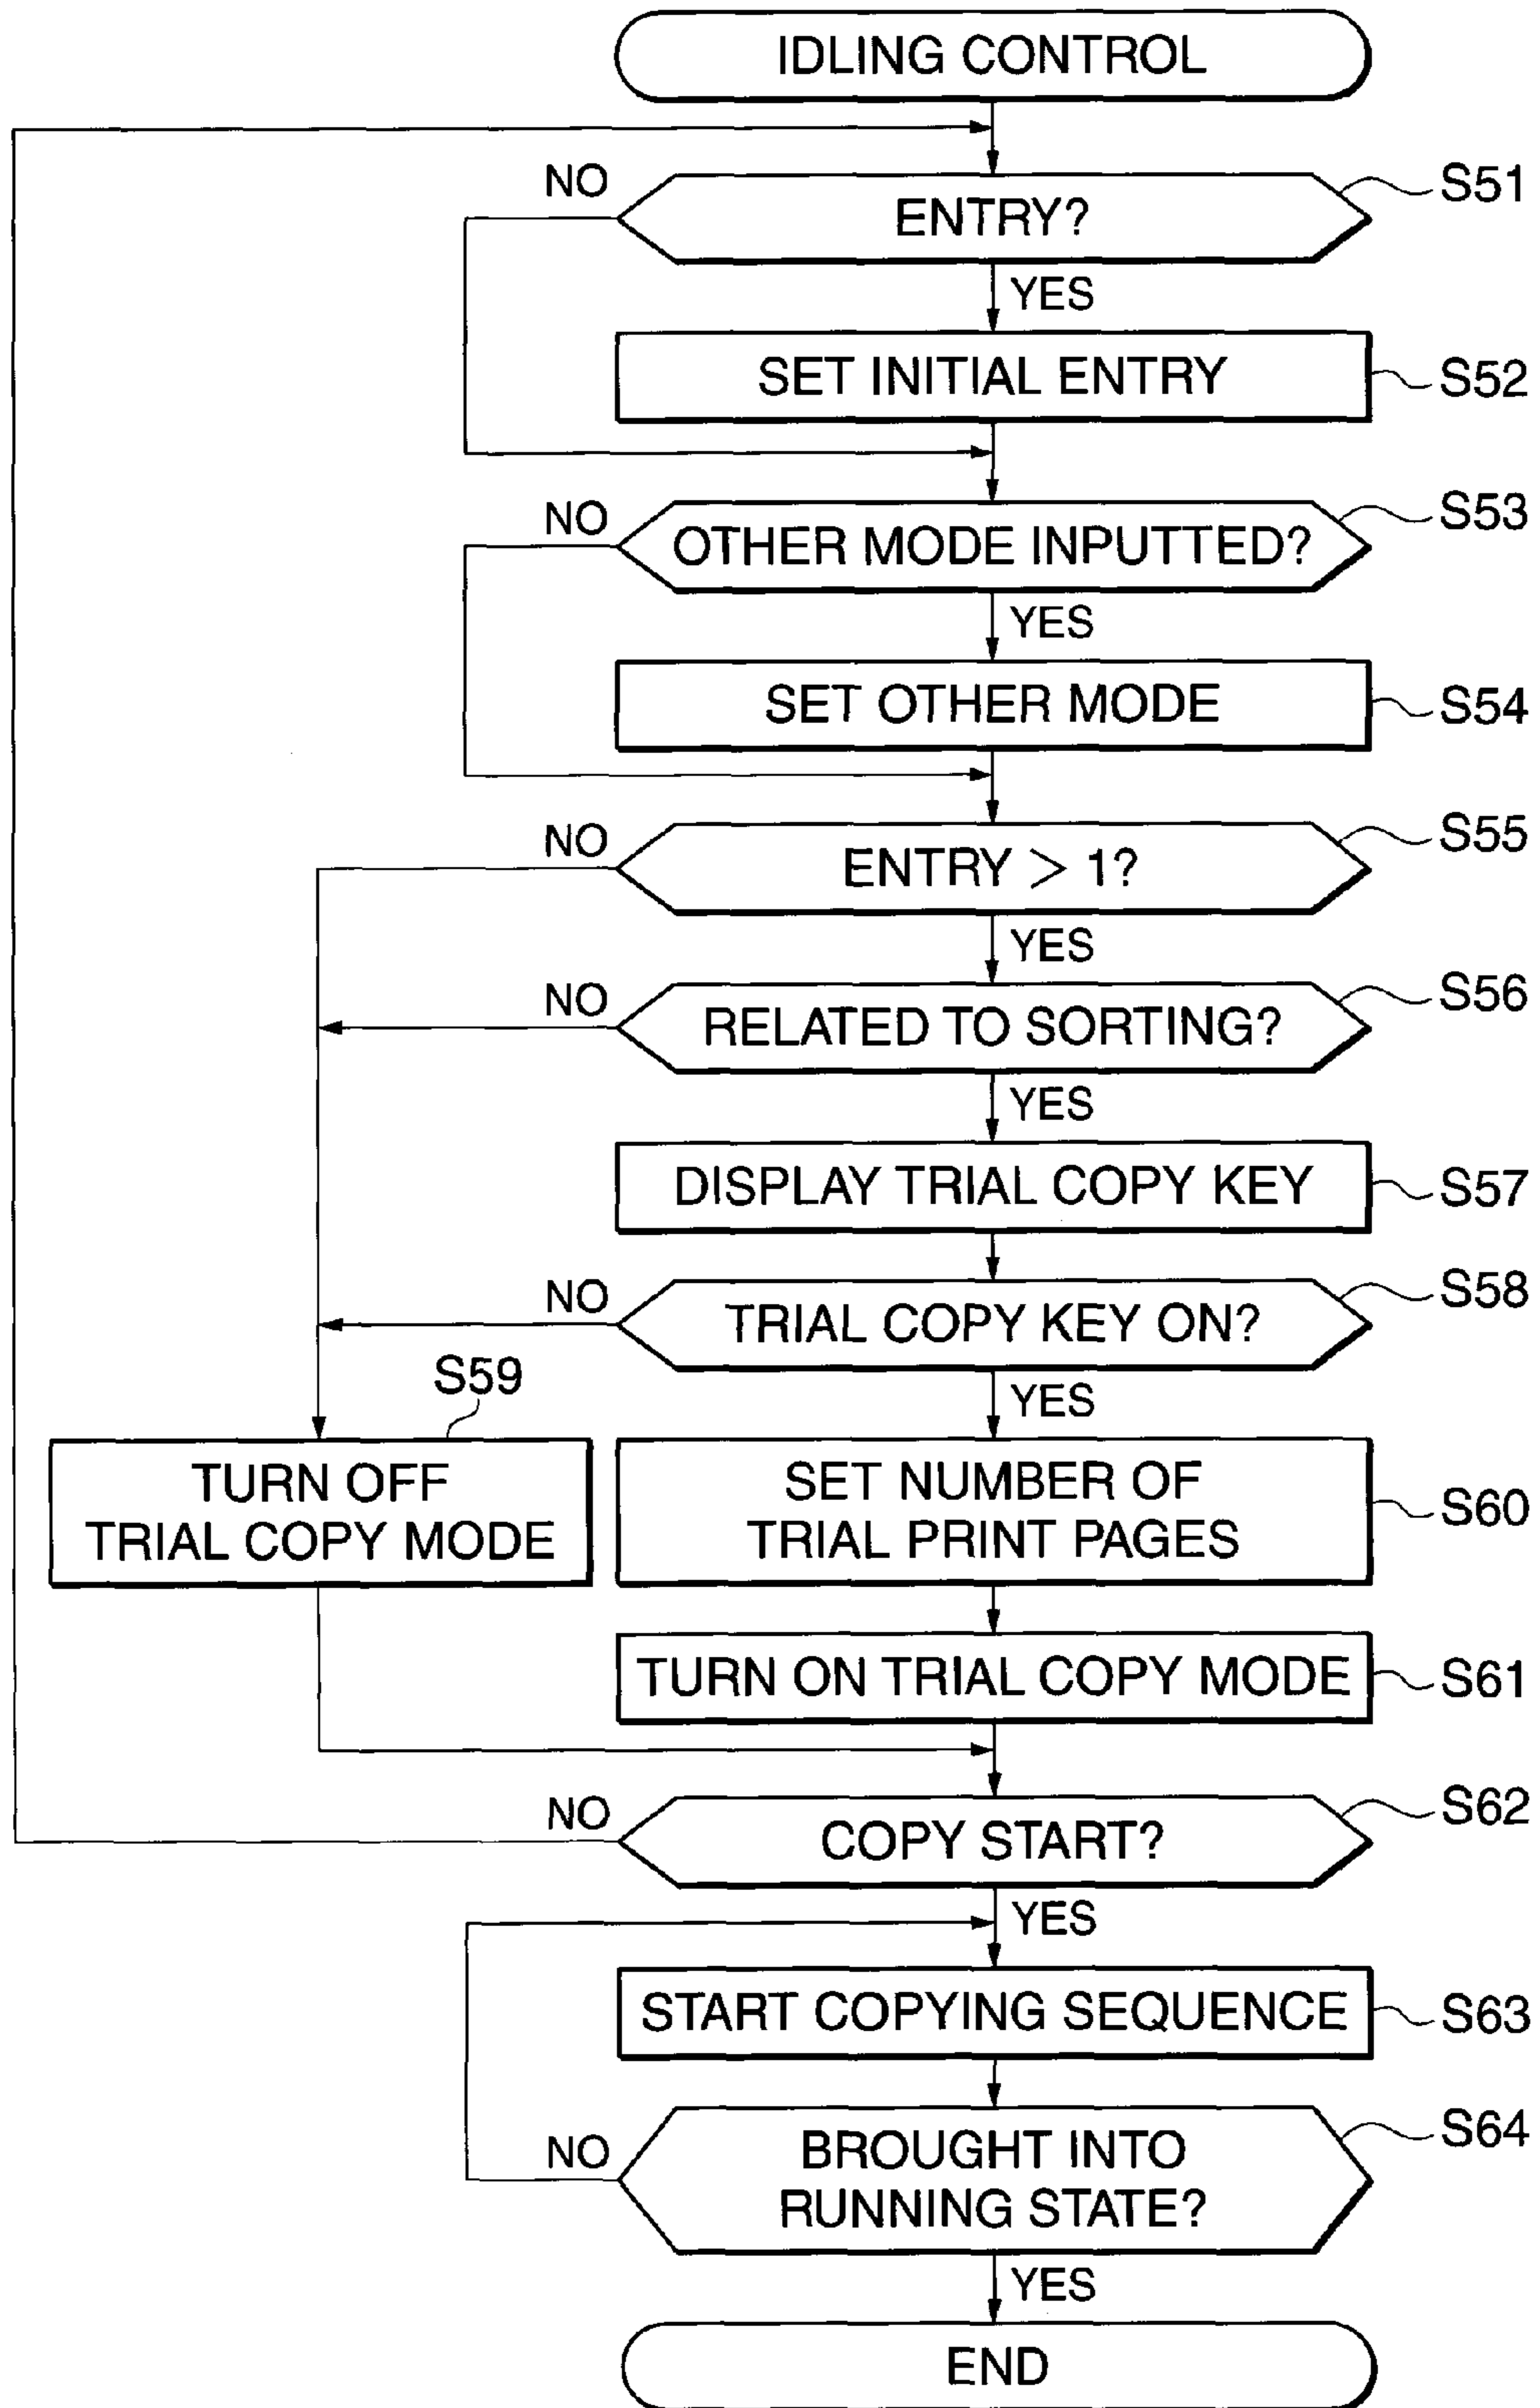 IDLING CONTROL
NO
S51
ENTRY?
YES
SET INITIAL ENTRY
S52
NO
S53
OTHER MODE INPUTTED?
YES
SET OTHER MODE
S54
NO
S55
ENTRY > 1?
YES
NO
S56
RELATED TO SORTING?
YES
DISPLAY TRIAL COPY KEY
S57
NO
S58
TRIAL COPY KEY ON?
S59
YES
TURN OFF
TRIAL COPY MODE
SET NUMBER OF
TRIAL PRINT PAGES
S60
TURN ON TRIAL COPY MODE
S61
NO
S62
COPY START?
YES
START COPYING SEQUENCE
S63
NO
S64
BROUGHT INTO
RUNNING STATE?
YES
END